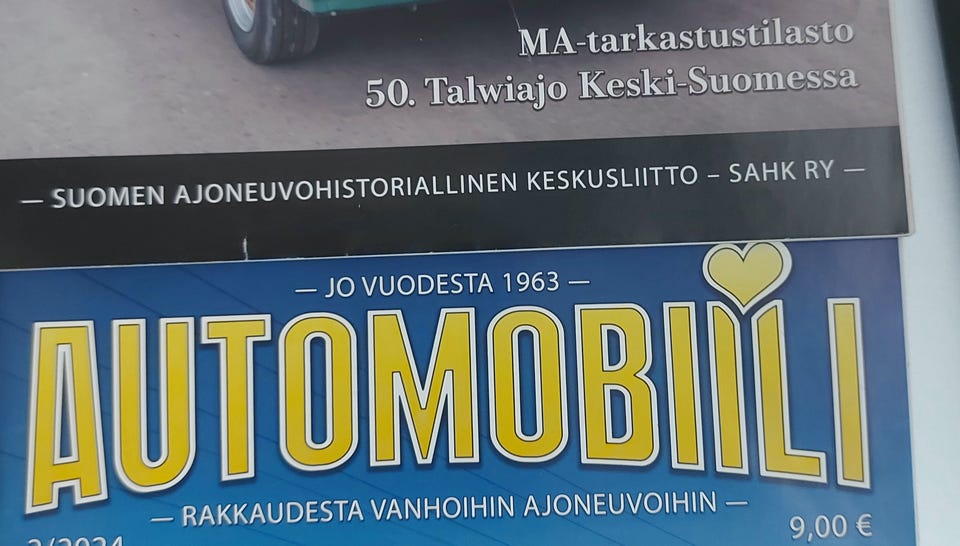 MA-tarkastustilasto
50. Talwiajo Keski-Suomessa
— SUOMEN AJONEUVOHISTORIALLINEN KESKUSLIITTO – SAHK RY —
— JO VUODESTA 1963 —
AUTOMOBIILI
— RAKKAUDESTA VANHOIHIN AJONEUVOIHIN —
9,00 €